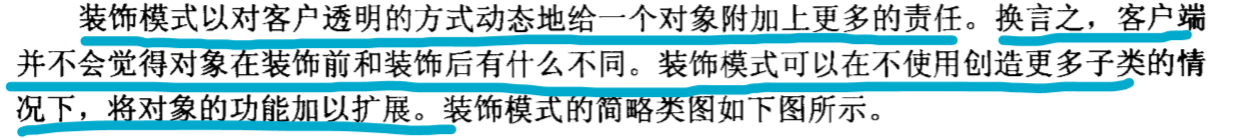 装饰模式以对客户透明的方式动态地给一个对象附加上更多的责任。换言之，客户端
并不会觉得对象在装饰前和装饰后有什么不同。装饰模式可以在不使用创造更多子类的情
况下，将对象的功能加以扩展。装饰模式的简略类图如下图所示。